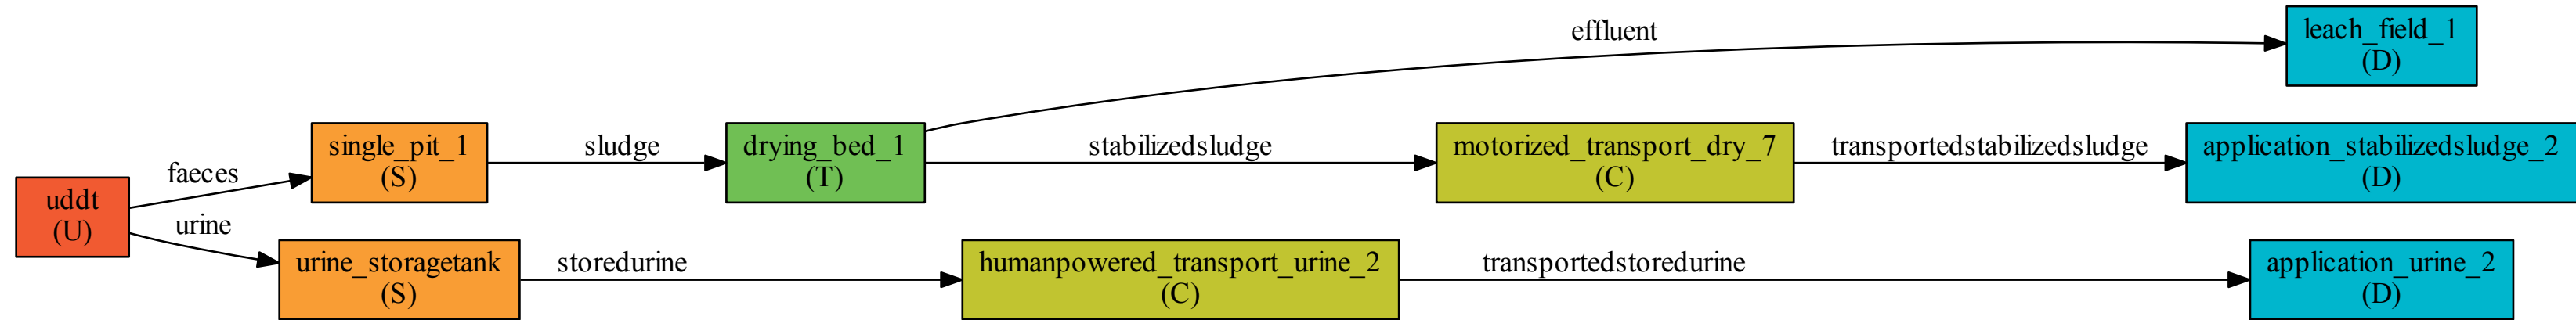 effluent
leach_field_1
(D)
single_pit_1
(S)
sludge
drying_bed_1
(T)
stabilizedsludge
motorized_transport_dry_7
(C)
transportedstabilizedsludge
application_stabilizedsludge_2
(D)
faeces
uddt
(U)
urine
urine_storagetank
(S)
storedurine
humanpowered_transport_urine_2
(C)
transportedstoredurine
application_urine_2
(D)